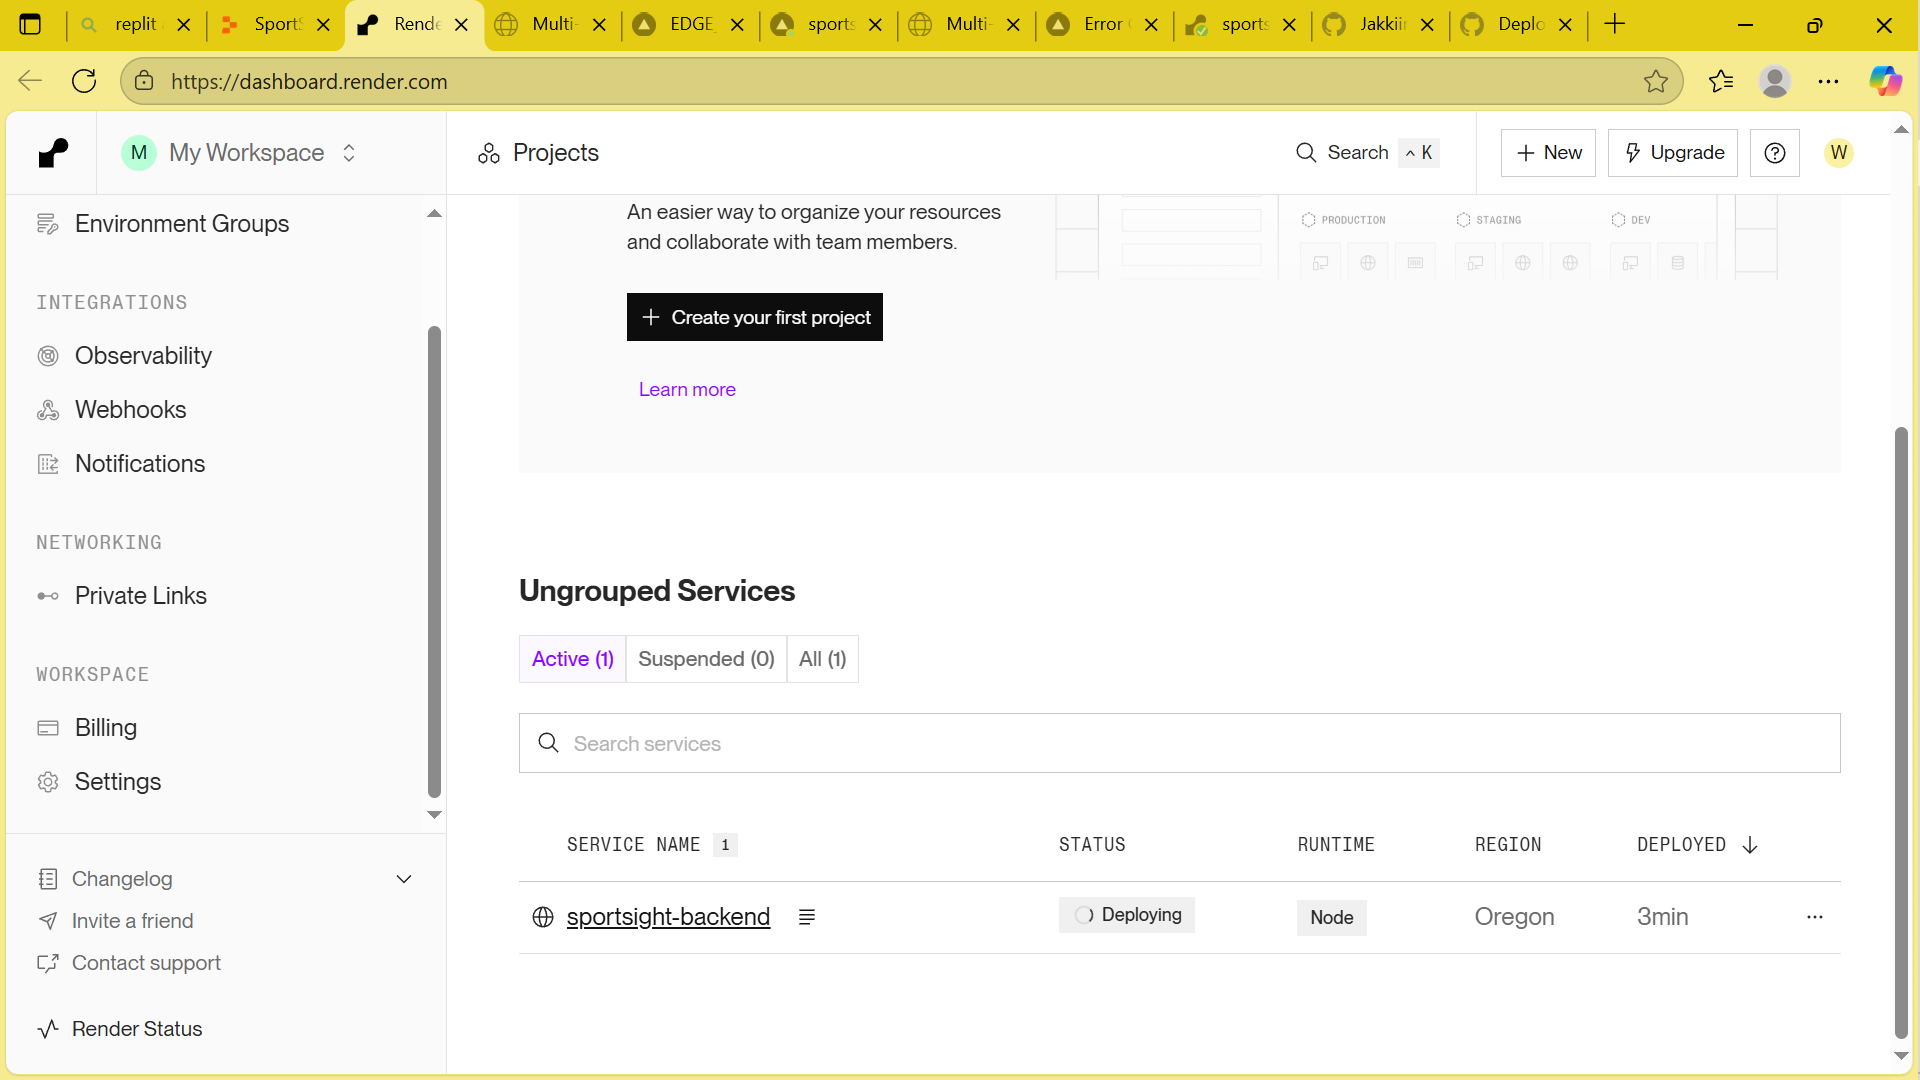 replit
Sport
Rende
Multi-
EDGE_
sports
Multi-
Error
sports
Jakkii
Deplo
https://dashboard.render.com
M
My Workspace
Projects
Search
K
New
Upgrade
W
Environment Groups
INTEGRATIONS
Observability
Webhooks
Notifications
NETWORKING
Private Links
WORKSPACE
Billing
Settings
Changelog
Invite a friend
Contact support
Render Status
An easier way to organize your resources
and collaborate with team members.
PRODUCTION
STAGING
DEV
Create your first project
Learn more
Ungrouped Services
Active (1)
Suspended (0)
All (1)
Search services
SERVICE NAME 1
STATUS
RUNTIME
REGION
DEPLOYED
sportsight-backend
Deploying
Node
Oregon
3min